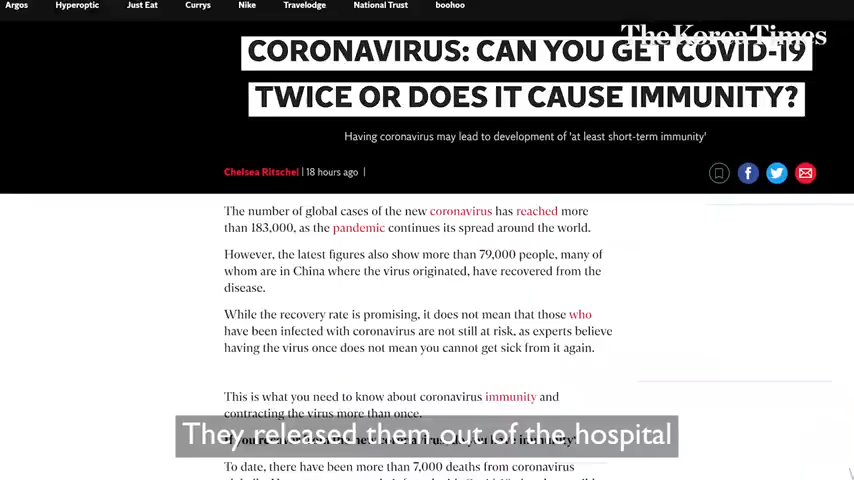 Argos Hyperoptic Just Eat Currys Nike Travelodge National Trust boohoo
The Korea Times
CORONAVIRUS: CAN YOU GET COVID-19
TWICE OR DOES IT CAUSE IMMUNITY?
Having coronavirus may lead to development of 'at least short-term immunity'
Chelsea Ritschel | 18 hours ago |
The number of global cases of the new coronavirus has reached more
than 183,000, as the pandemic continues its spread around the world.
However, the latest figures also show more than 79,000 people, many of
whom are in China where the virus originated, have recovered from the
disease.
While the recovery rate is promising, it does not mean that those who
have been infected with coronavirus are not still at risk, as experts believe
having the virus once does not mean you cannot get sick from it again.
This is what you need to know about coronavirus immunity and
contracting the virus more than once.
They released them out of the hospital
To date, there have been more than 7,000 deaths from coronavirus